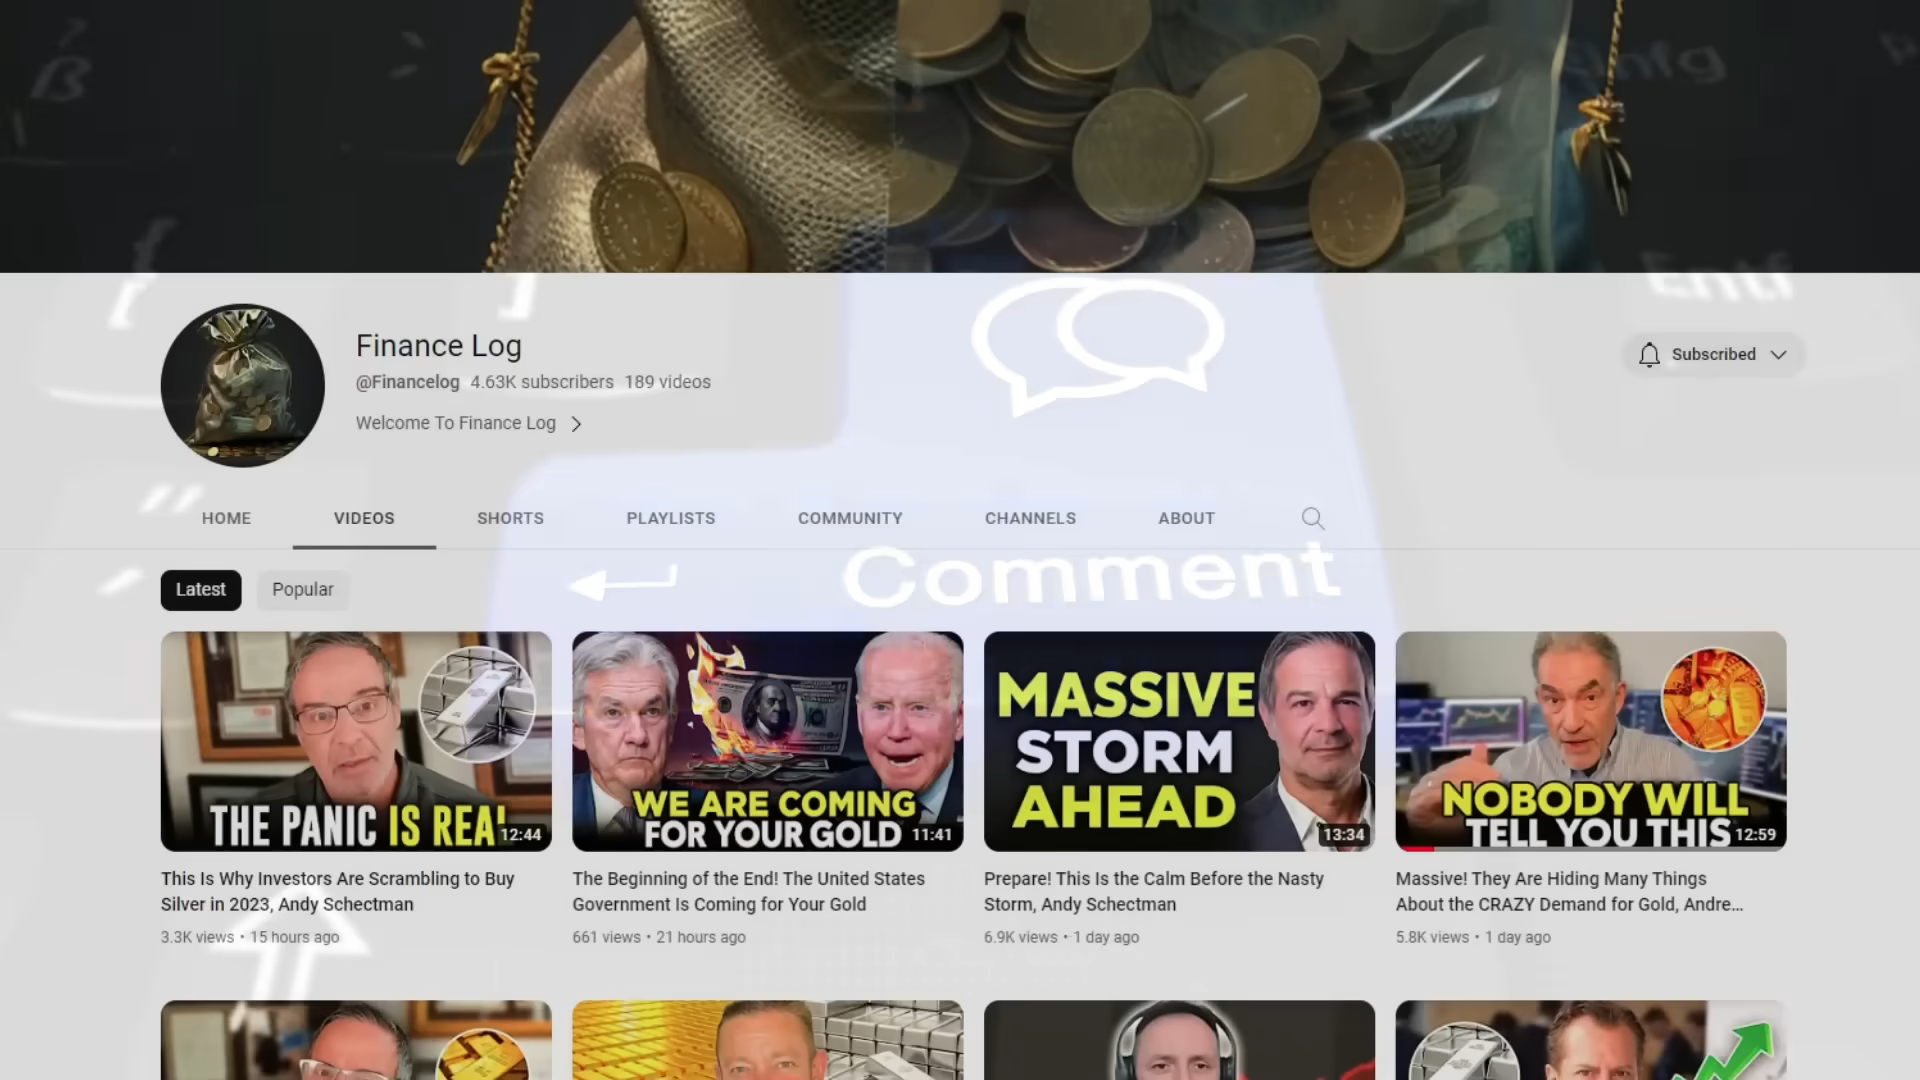 ß
Einfg
{
[
]
Entf
Finance Log
@Financelog 4.63K subscribers 189 videos
Welcome To Finance Log
Subscribed
"
HOME VIDEOS SHORTS PLAYLISTS COMMUNITY CHANNELS ABOUT
Comment
Latest Popular
THE PANIC IS REAL
12:44
WE ARE COMING
FOR YOUR GOLD
11:41
MASSIVE
STORM
AHEAD
13:34
NOBODY WILL
TELL YOU THIS
12:59
This Is Why Investors Are Scrambling to Buy
Silver in 2023, Andy Schectman
3.3K views • 15 hours ago
The Beginning of the End! The United States
Government Is Coming for Your Gold
661 views • 21 hours ago
Prepare! This Is the Calm Before the Nasty
Storm, Andy Schectman
6.9K views • 1 day ago
Massive! They Are Hiding Many Things
About the CRAZY Demand for Gold, Andre...
5.8K views • 1 day ago